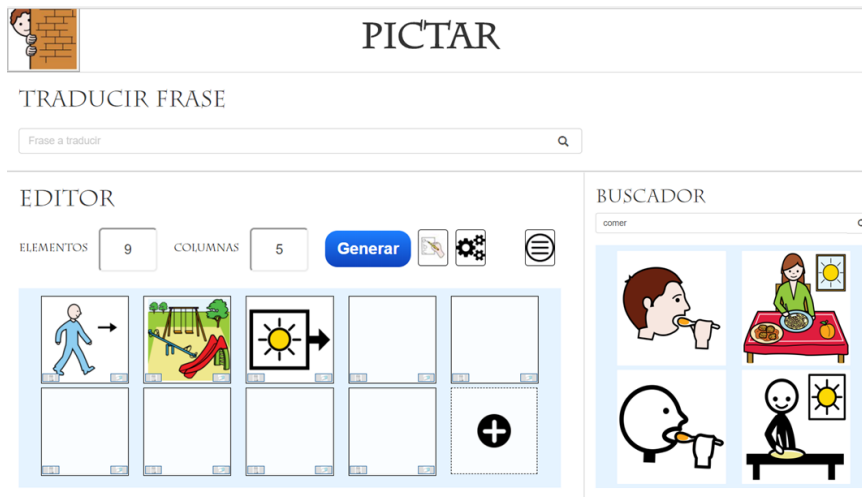 PICTAR
TRADUCIR FRASE
Frase a traducir
EDITOR
ELEMENTOS 9 COLUMNAS 5 Generar
BUSCADOR
comer